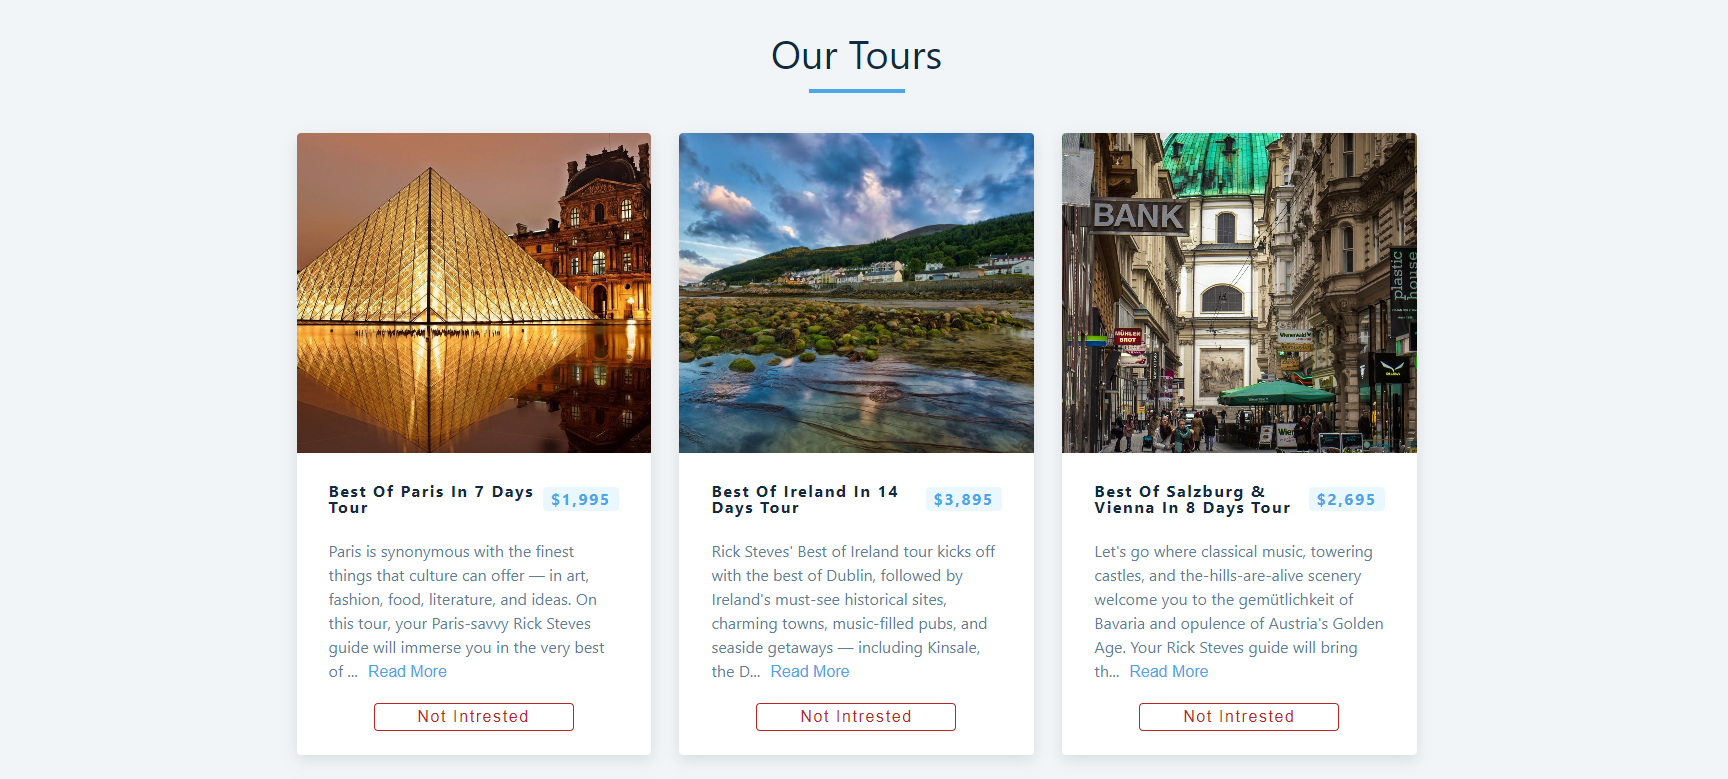 Our Tours
BANK
plastic
house
MÜHLEN
BROT
Wienerwald
Wien
Best Of Paris In 7 Days
Tour
$1,995
Paris is synonymous with the finest
things that culture can offer — in art,
fashion, food, literature, and ideas. On
this tour, your Paris-savvy Rick Steves
guide will immerse you in the very best
of ... Read More
Not Intrested
Best Of Ireland In 14
Days Tour
$3,895
Rick Steves' Best of Ireland tour kicks off
with the best of Dublin, followed by
Ireland's must-see historical sites,
charming towns, music-filled pubs, and
seaside getaways — including Kinsale,
the D... Read More
Not Intrested
Best Of Salzburg &
Vienna In 8 Days Tour
$2,695
Let's go where classical music, towering
castles, and the-hills-are-alive scenery
welcome you to the gemütlichkeit of
Bavaria and opulence of Austria's Golden
Age. Your Rick Steves guide will bring
th... Read More
Not Intrested